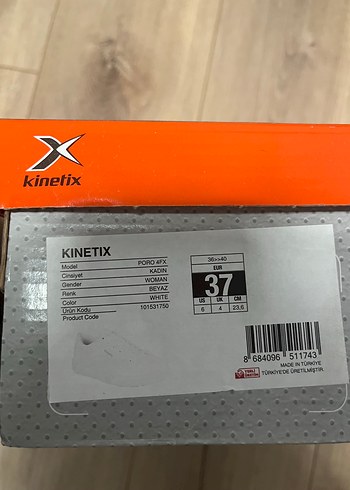 kinetix
KINETIX
Model PORO 4FX
Cinsiyet KADIN
Gender WOMAN
Renk BEYAZ
Color WHITE
Ürün Kodu 101531750
Product Code
36>>40
EUR
37
US UK CM
6 4 23,5
8 684096 511743
MADE IN TÜRKİYE
TÜRKİYE'DE ÜRETİLMİŞTİR.